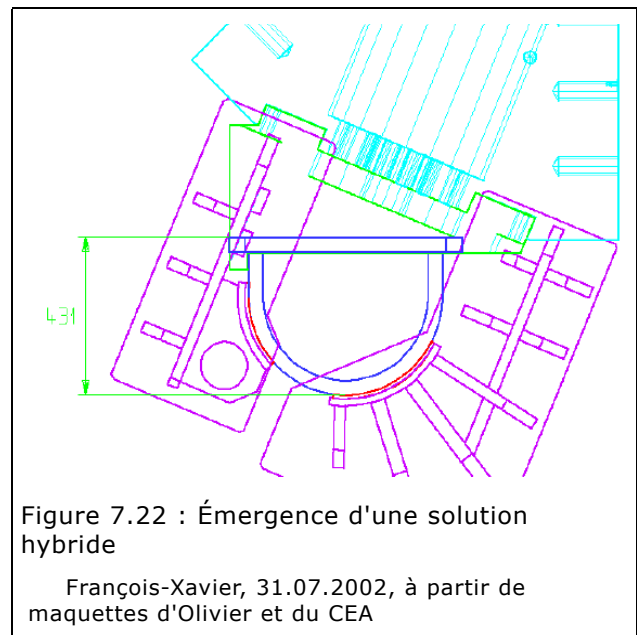 431
Figure 7.22 : Émergence d'une solution
hybride
François-Xavier, 31.07.2002, à partir de
maquettes d'Olivier et du CEA